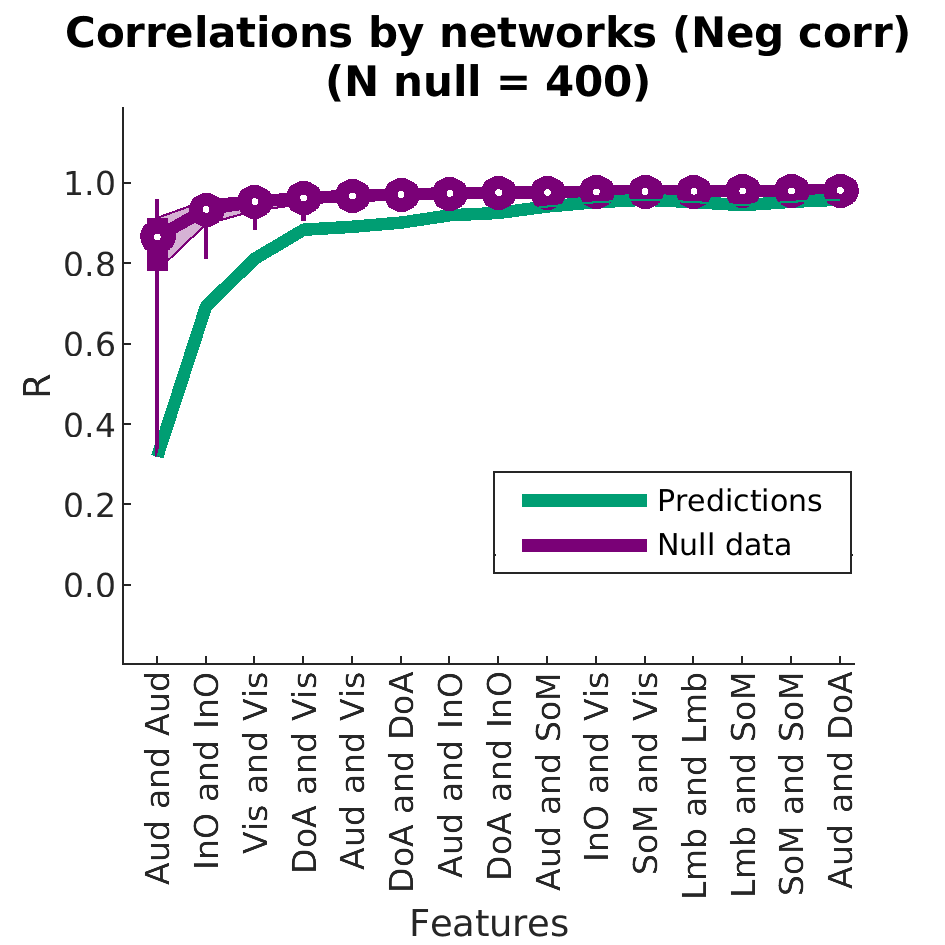 Correlations by networks (Neg corr)
(N null = 400)
1.0
0.8
0.6
0.4
0.2
0.0
R
Predictions
Null data
Aud and Aud
InO and InO
Vis and Vis
DoA and Vis
Aud and Vis
DoA and DoA
Aud and InO
DoA and InO
Aud and SoM
InO and Vis
SoM and Vis
Lmb and Lmb
Lmb and SoM
SoM and SoM
Aud and DoA
Features